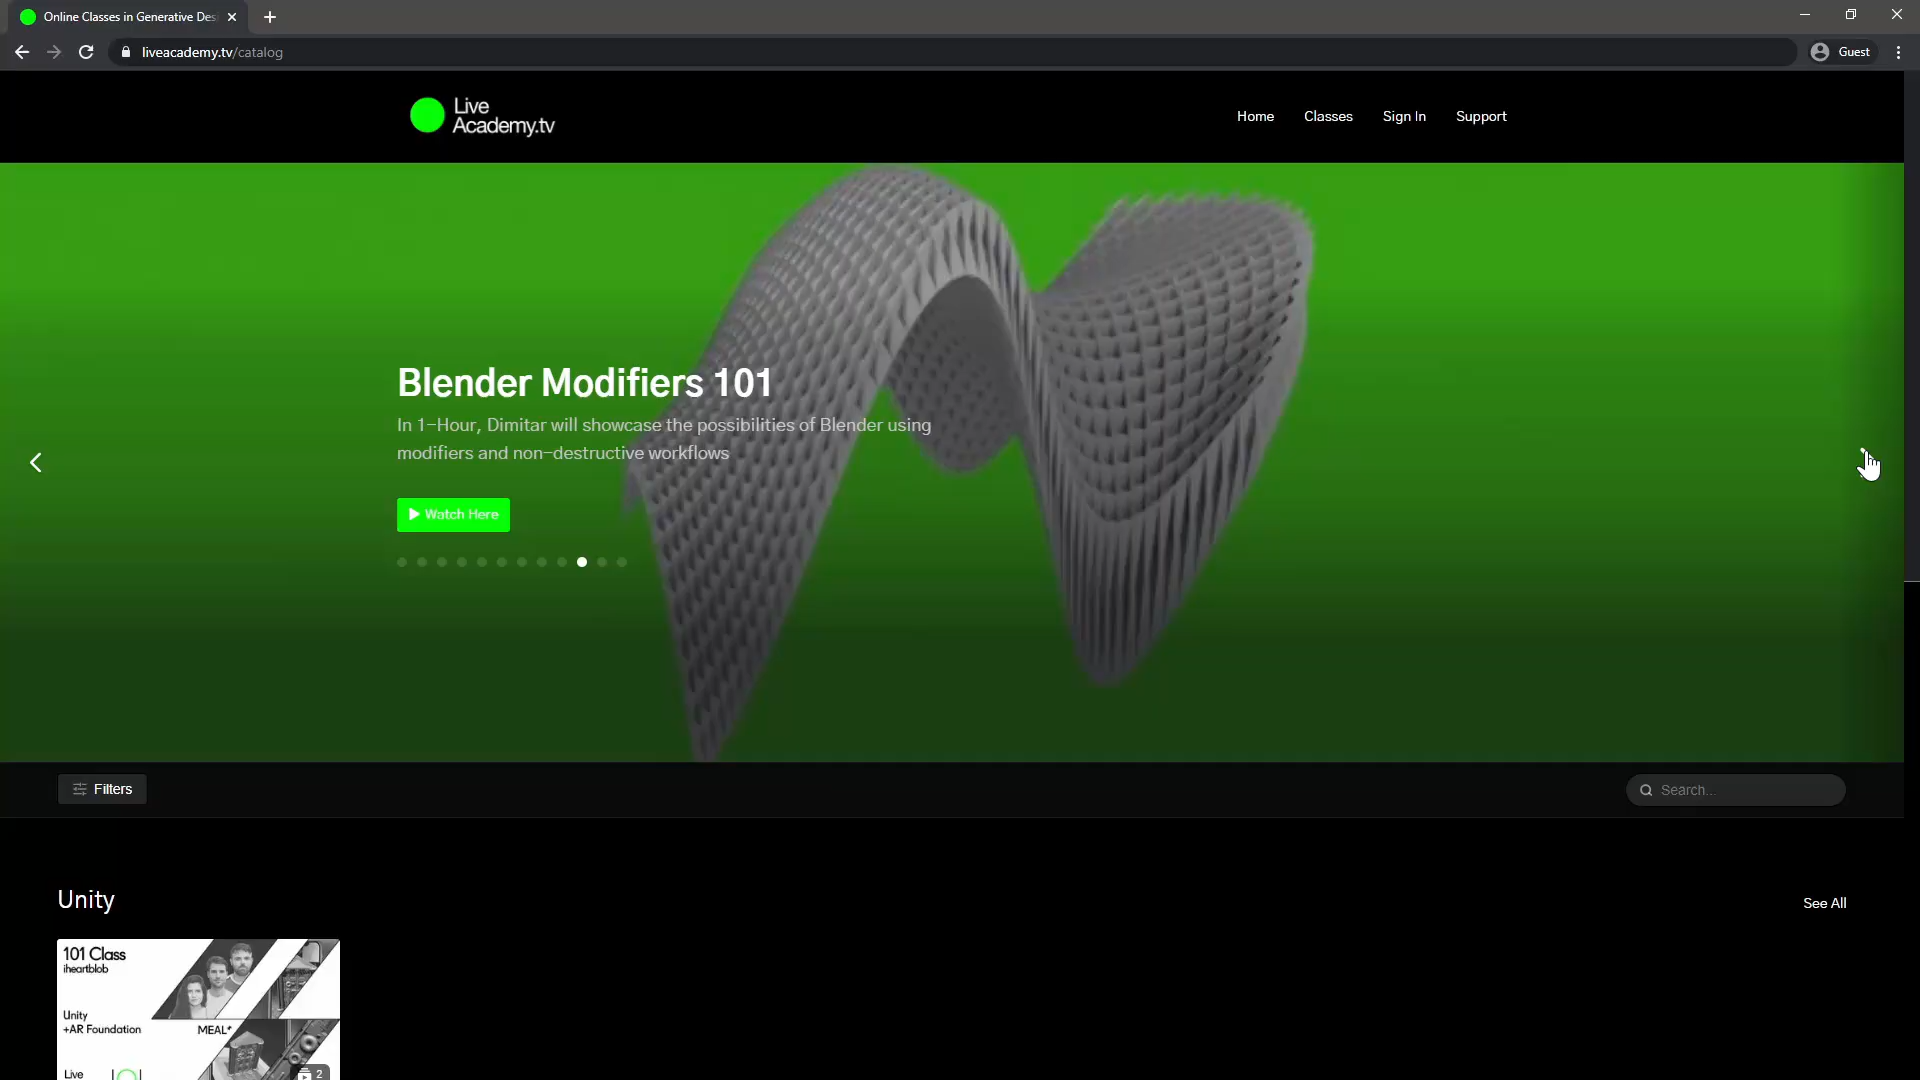 Online Classes in Generative Des
liveacademy.tv/catalog
Guest
Live
Academy.tv
Home
Classes
Sign In
Support
Blender Modifiers 101
In 1-Hour, Dimitar will showcase the possibilities of Blender using
modifiers and non-destructive workflows
Watch Here
Filters
Search...
Unity
See All
101 Class
iheartblob
Unity
+AR Foundation
MEAL*
Live
2